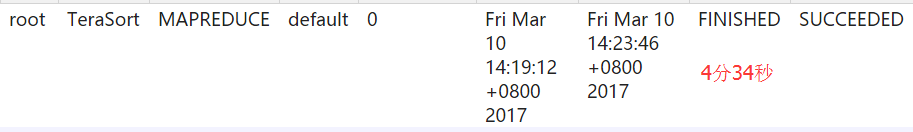 root TeraSort MAPREDUCE default 0 Fri Mar 10 14:19:12 +0800 2017 Fri Mar 10 14:23:46 +0800 2017 FINISHED SUCCEEDED
4分34秒